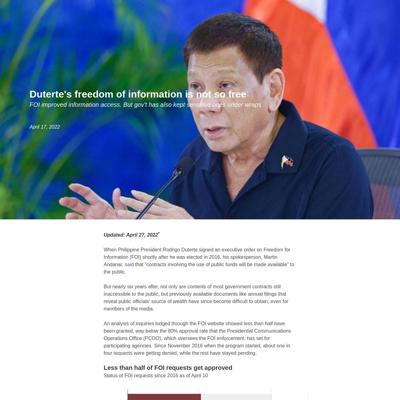 Duterte's freedom of information is not so free
FOI improved information access. But gov't has also kept sensitive ones under wraps
April 17, 2022
Updated: April 27, 2022*
When Philippine President Rodrigo Duterte signed an executive order on Freedom for
Information (FOI) shortly after he was elected in 2016, his spokesperson, Martin
Andanar, said that "contracts involving the use of public funds will be made available" to
the public.
But nearly six years after, not only are contents of most government contracts still
inaccessible to the public, but previously available documents like annual filings that
reveal public officials' source of wealth have since become difficult to obtain, even for
members of the media.
An analysis of inquiries lodged through the FOI website showed less than half have
been granted, way below the 80% approval rate that the Presidential Communications
Operations Office (PCOO), which oversees the FOI enforcement, has set for
participating agencies. Since November 2016 when the program started, about one in
four requests were getting denied, while the rest have stayed pending.
Less than half of FOI requests get approved
Status of FOI requests since 2016 as of April 10